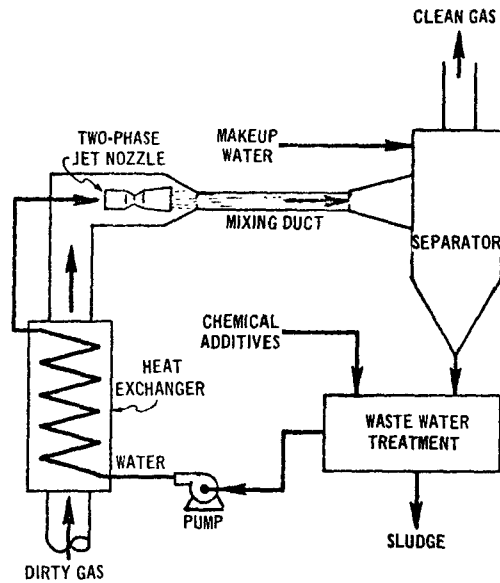 CLEAN GAS
TWO-PHASE
JET NOZZLE
MAKEUP
WATER
MIXING DUCT
SEPARATOR
CHEMICAL
ADDITIVES
HEAT
EXCHANGER
WASTE WATER
TREATMENT
WATER
PUMP
SLUDGE
DIRTY GAS